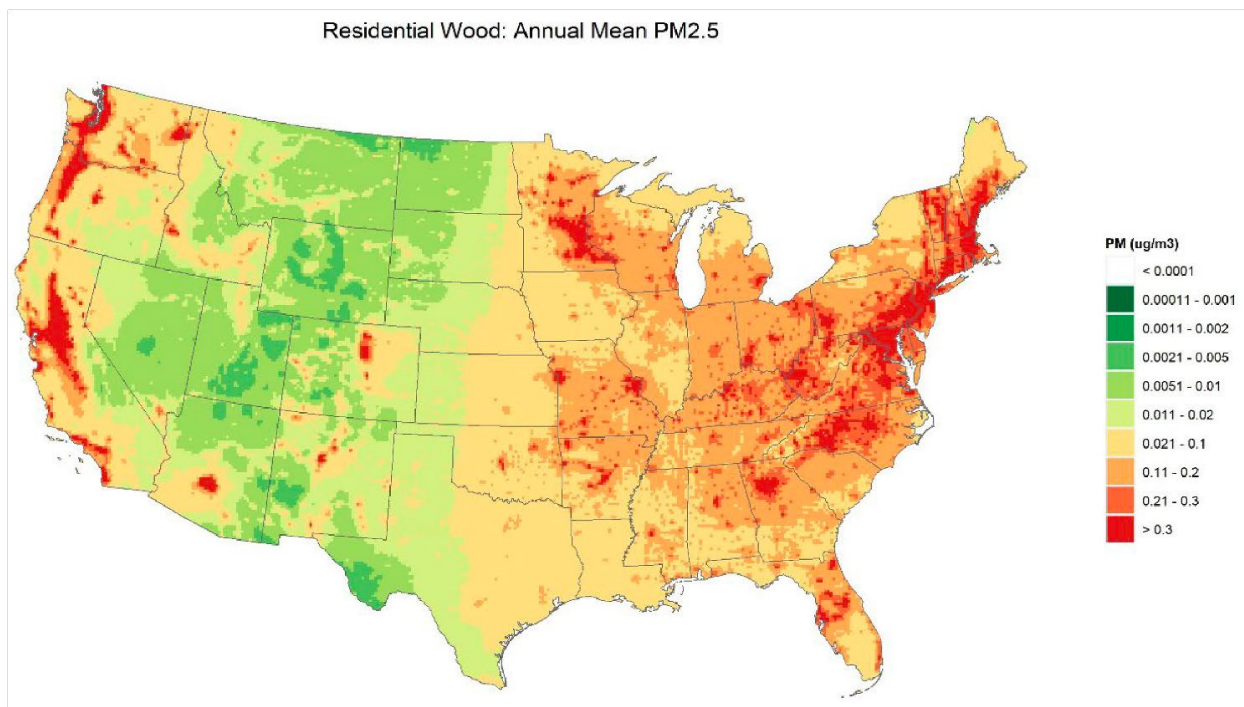 Residential Wood: Annual Mean PM2.5
PM (ug/m3)
< 0.0001
0.00011 - 0.001
0.0011 - 0.002
0.0021 - 0.005
0.0051 - 0.01
0.011 - 0.02
0.021 - 0.1
0.11 - 0.2
0.21 - 0.3
> 0.3